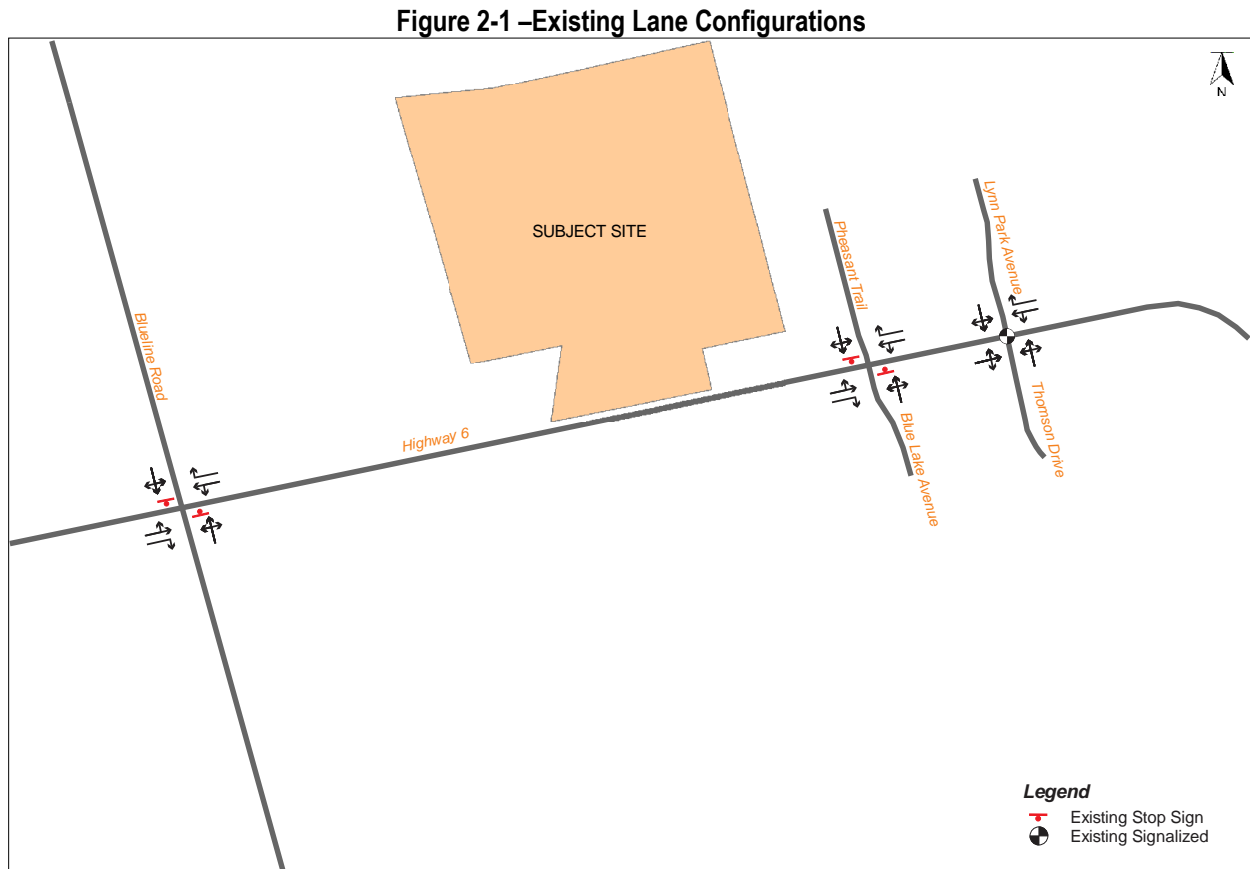 Figure 2-1 –Existing Lane Configurations
N
SUBJECT SITE
Lynn Park Avenue
Pheasant Trail
Blueline Road
Highway 6
Blue Lake Avenue
Thomson Drive
Legend
Existing Stop Sign
Existing Signalized